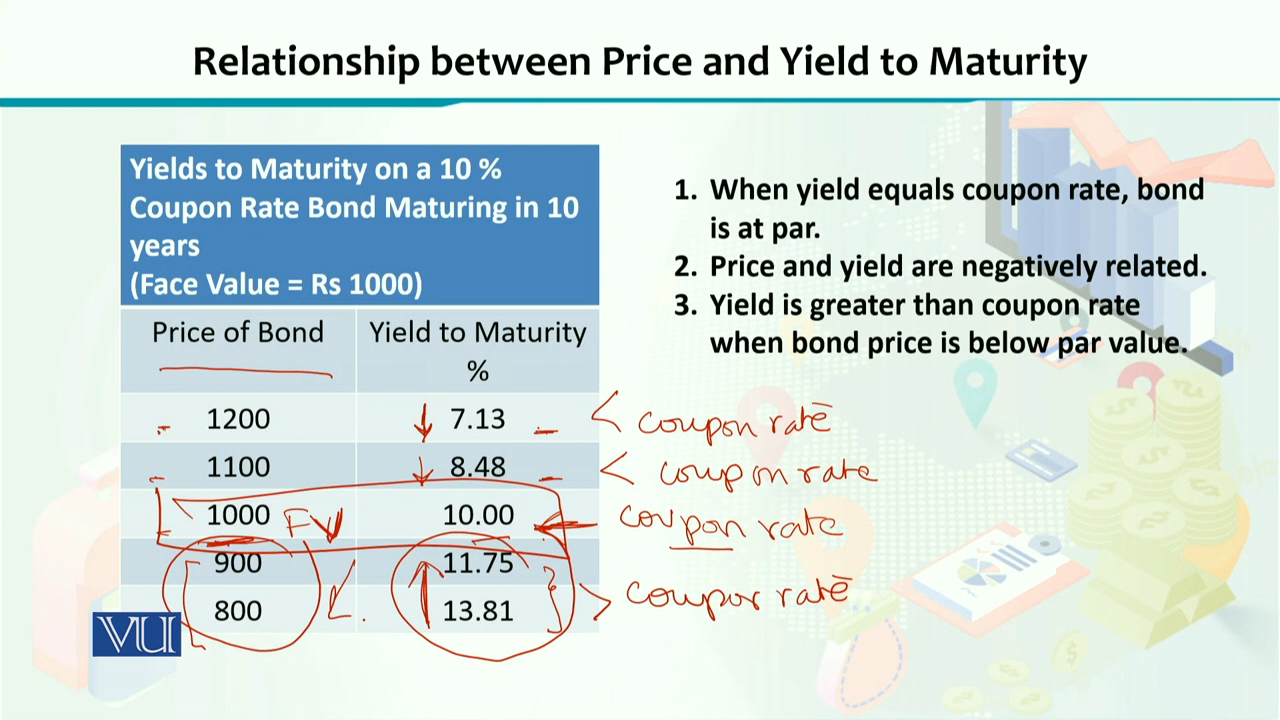 Relationship between Price and Yield to Maturity
Yields to Maturity on a 10 %
Coupon Rate Bond Maturing in 10
years
(Face Value = Rs 1000)
Price of Bond Yield to Maturity
%
1200 7.13 < coupon rate
1100 8.48 < coupon rate
1000 FV 10.00 coupon rate
900 11.75
800 13.81 > coupon rate
1. When yield equals coupon rate, bond
is at par.
2. Price and yield are negatively related.
3. Yield is greater than coupon rate
when bond price is below par value.
VU